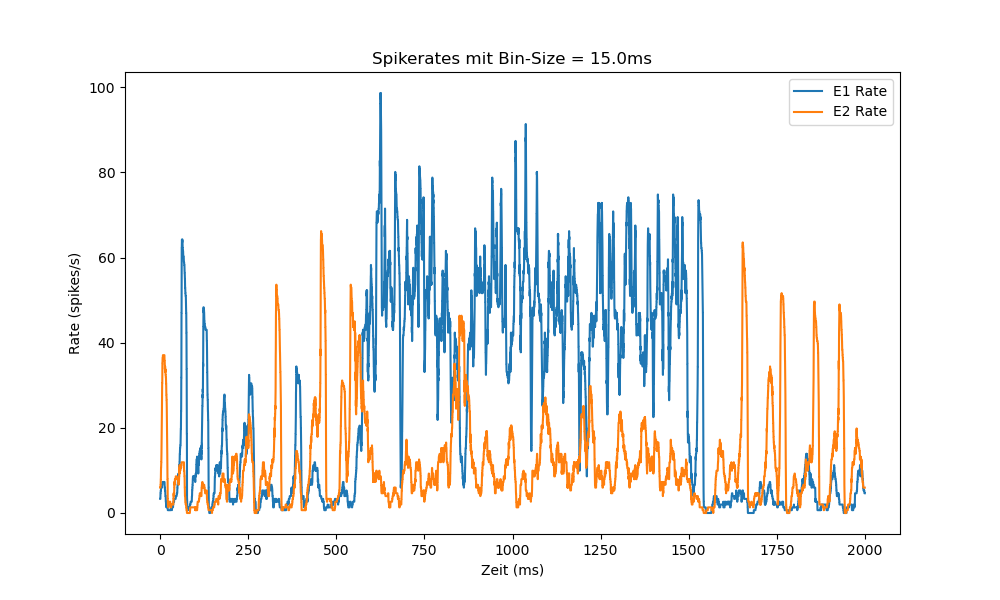 Spikerates mit Bin-Size = 15.0ms
E1 Rate
E2 Rate
Rate (spikes/s)
100
80
60
40
20
0
0 250 500 750 1000 1250 1500 1750 2000
Zeit (ms)